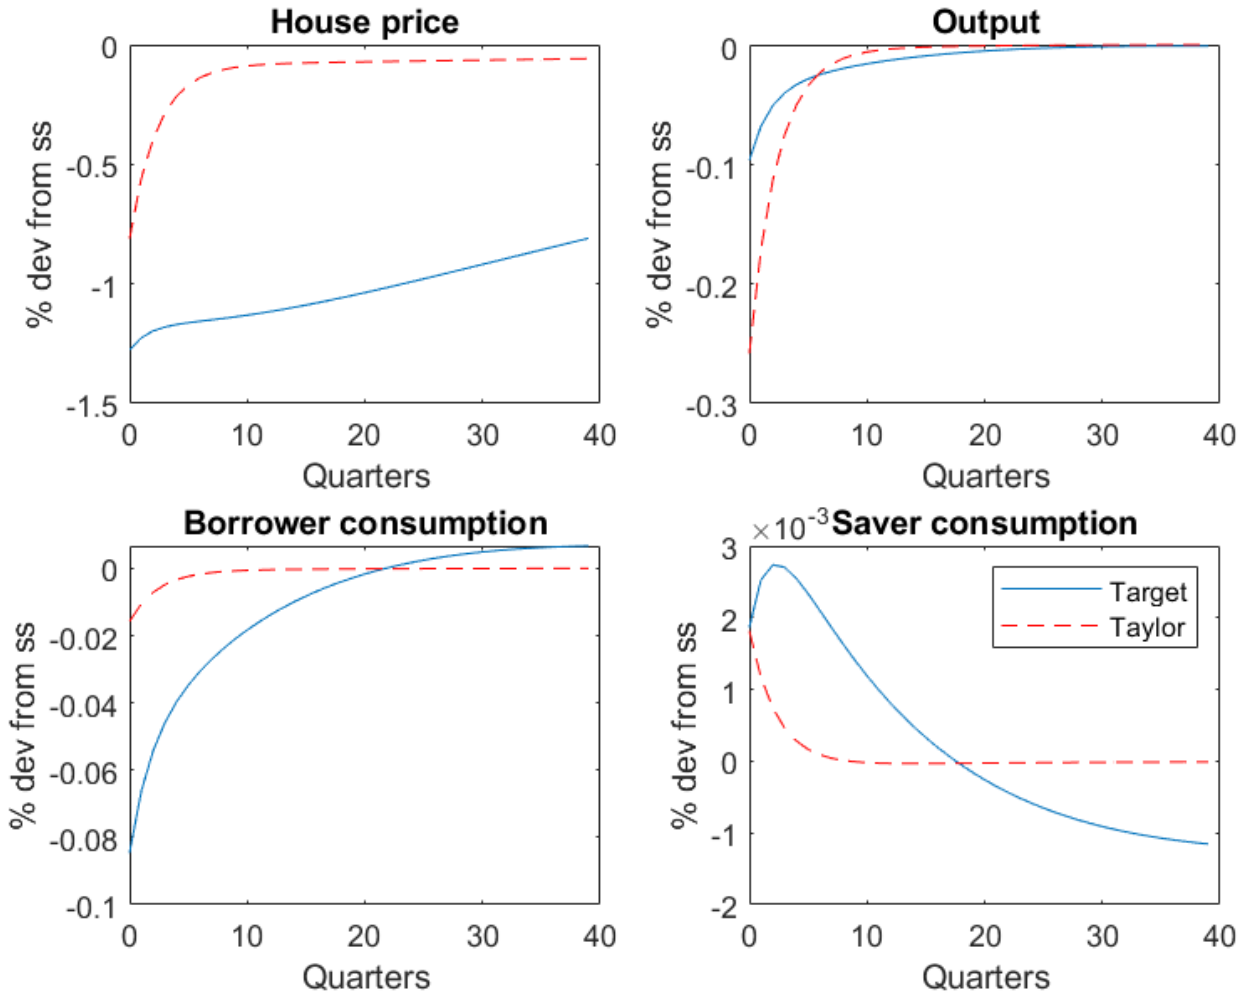 House price
0
-0.5
-1
-1.5
% dev from ss
0 10 20 30 40
Quarters
Output
0
-0.1
-0.2
-0.3
% dev from ss
0 10 20 30 40
Quarters
Borrower consumption
0
-0.02
-0.04
-0.06
-0.08
-0.1
% dev from ss
0 10 20 30 40
Quarters
×10⁻³ Saver consumption
3
2
1
0
-1
-2
% dev from ss
Target
Taylor
0 10 20 30 40
Quarters